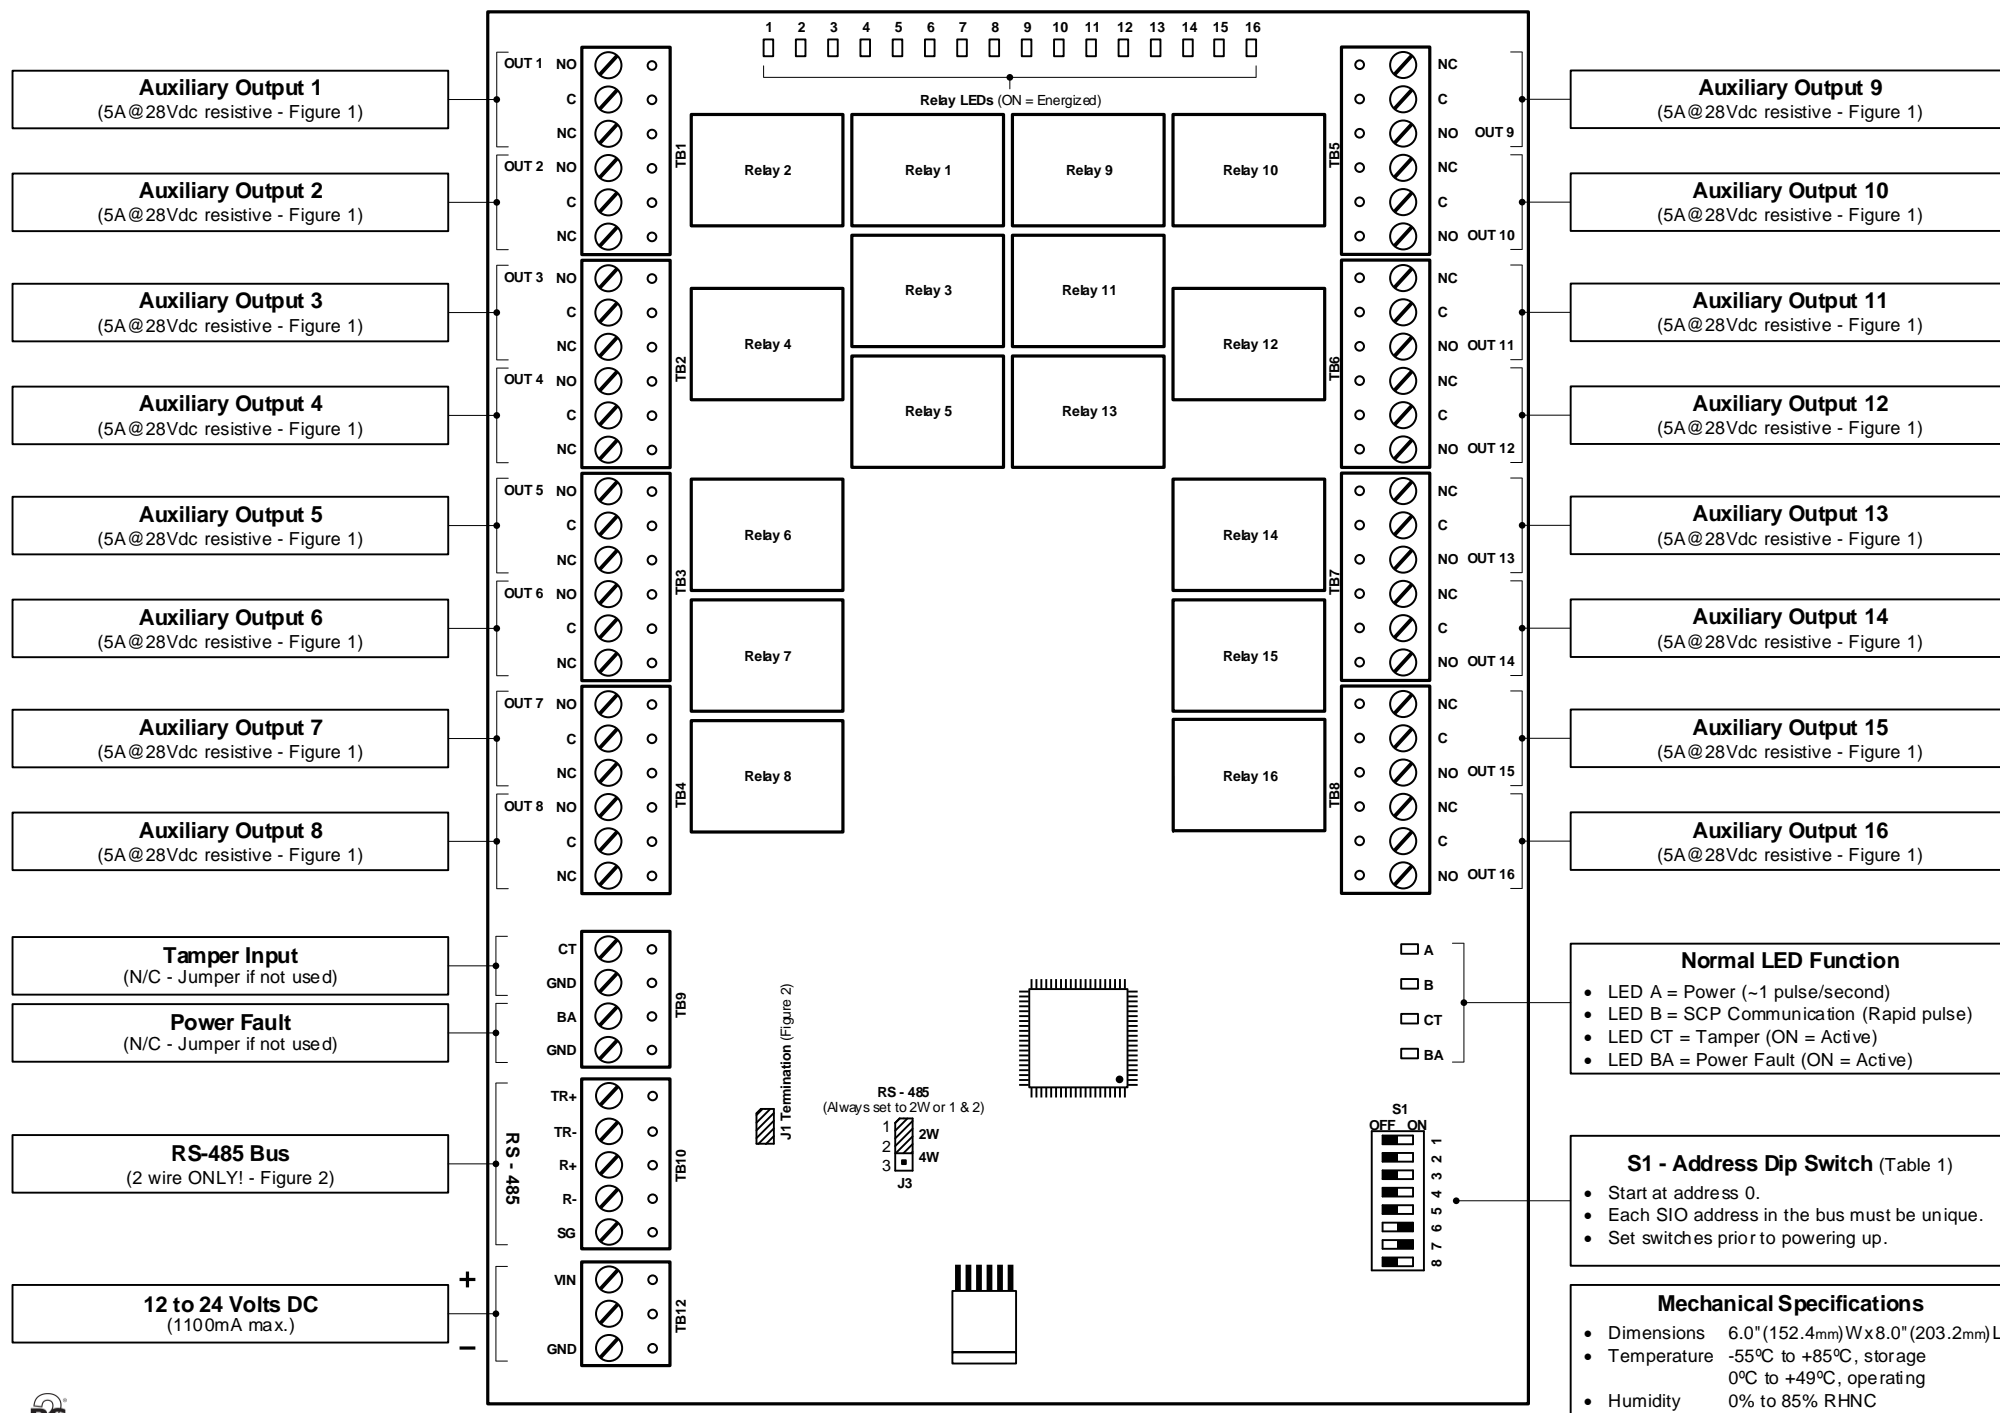 1 2 3 4 5 6 7 8 9 10 11 12 13 14 15 16
Relay LEDs (ON = Energized)
Auxiliary Output 1
(5A@28Vdc resistive - Figure 1)
Auxiliary Output 2
(5A@28Vdc resistive - Figure 1)
Auxiliary Output 3
(5A@28Vdc resistive - Figure 1)
Auxiliary Output 4
(5A@28Vdc resistive - Figure 1)
Auxiliary Output 5
(5A@28Vdc resistive - Figure 1)
Auxiliary Output 6
(5A@28Vdc resistive - Figure 1)
Auxiliary Output 7
(5A@28Vdc resistive - Figure 1)
Auxiliary Output 8
(5A@28Vdc resistive - Figure 1)
Tamper Input
(N/C - Jumper if not used)
Power Fault
(N/C - Jumper if not used)
RS-485 Bus
(2 wire ONLY! - Figure 2)
12 to 24 Volts DC
(1100mA max.)
+
−
OUT 1 NO
C
NC
OUT 2 NO
C
NC
TB1
OUT 3 NO
C
NC
OUT 4 NO
C
NC
TB2
OUT 5 NO
C
NC
OUT 6 NO
C
NC
TB3
OUT 7 NO
C
NC
OUT 8 NO
C
NC
TB4
CT
GND
BA
GND
TB9
RS - 485
TR+
TR-
R+
R-
SG
TB10
VIN
GND
TB12
Relay 2
Relay 1
Relay 9
Relay 10
Relay 3
Relay 11
Relay 4
Relay 12
Relay 5
Relay 13
Relay 6
Relay 14
Relay 7
Relay 15
Relay 8
Relay 16
J1 Termination (Figure 2)
RS - 485
(Always set to 2W or 1 & 2)
1
2
3
2W
4W
J3
TB5
NC
C
NO OUT 9
NC
C
NO OUT 10
TB6
NC
C
NO OUT 11
NC
C
NO OUT 12
TB7
NC
C
NO OUT 13
NC
C
NO OUT 14
TB8
NC
C
NO OUT 15
NC
C
NO OUT 16
A
B
CT
BA
S1
OFF ON
1
2
3
4
5
6
7
8
Auxiliary Output 9
(5A@28Vdc resistive - Figure 1)
Auxiliary Output 10
(5A@28Vdc resistive - Figure 1)
Auxiliary Output 11
(5A@28Vdc resistive - Figure 1)
Auxiliary Output 12
(5A@28Vdc resistive - Figure 1)
Auxiliary Output 13
(5A@28Vdc resistive - Figure 1)
Auxiliary Output 14
(5A@28Vdc resistive - Figure 1)
Auxiliary Output 15
(5A@28Vdc resistive - Figure 1)
Auxiliary Output 16
(5A@28Vdc resistive - Figure 1)
Normal LED Function
• LED A = Power (~1 pulse/second)
• LED B = SCP Communication (Rapid pulse)
• LED CT = Tamper (ON = Active)
• LED BA = Power Fault (ON = Active)
S1 - Address Dip Switch (Table 1)
• Start at address 0.
• Each SIO address in the bus must be unique.
• Set switches prior to powering up.
Mechanical Specifications
• Dimensions 6.0"(152.4mm)Wx8.0"(203.2mm)L
• Temperature -55ºC to +85ºC, storage
0ºC to +49ºC, operating
• Humidity 0% to 85% RHNC